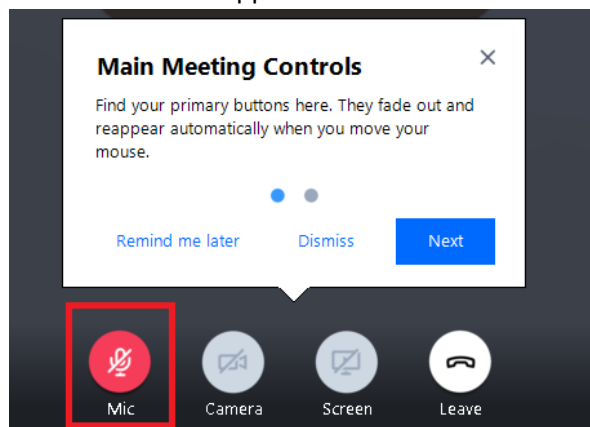 Main Meeting Controls
Find your primary buttons here. They fade out and
reappear automatically when you move your
mouse.
Remind me later Dismiss Next
Mic Camera Screen Leave